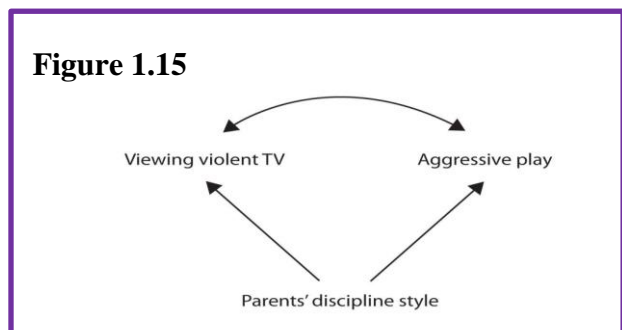 Figure 1.15
Viewing violent TV
Aggressive play
Parents' discipline style